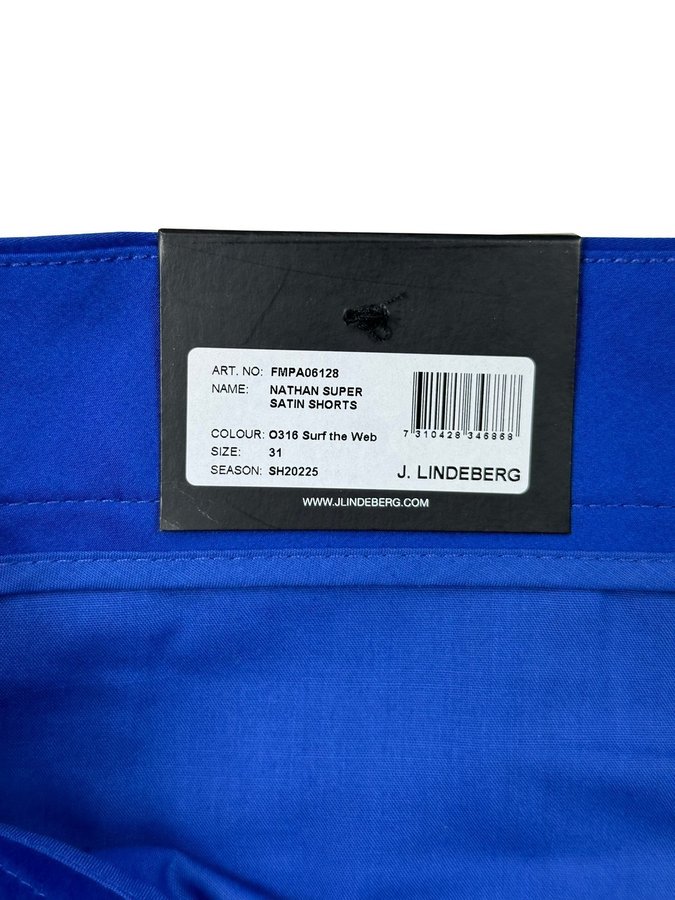 ART. NO: FMPA06128
NAME: NATHAN SUPER
SATIN SHORTS
COLOUR: O316 Surf the Web
SIZE: 31
SEASON: SH20225
7 310428 346868
J. LINDEBERG
WWW.JLINDEBERG.COM